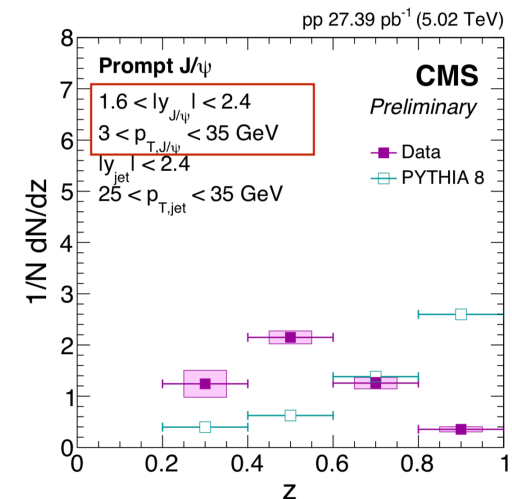 pp 27.39 pb⁻¹ (5.02 TeV)
Prompt J/ψ
CMS
1.6 < |y_J/ψ| < 2.4
Preliminary
3 < p_T,J/ψ < 35 GeV
|y_jet| < 2.4
25 < p_T,jet < 35 GeV
Data
PYTHIA 8
1/N dN/dz
8
7
6
5
4
3
2
1
0
0 0.2 0.4 0.6 0.8 1
z